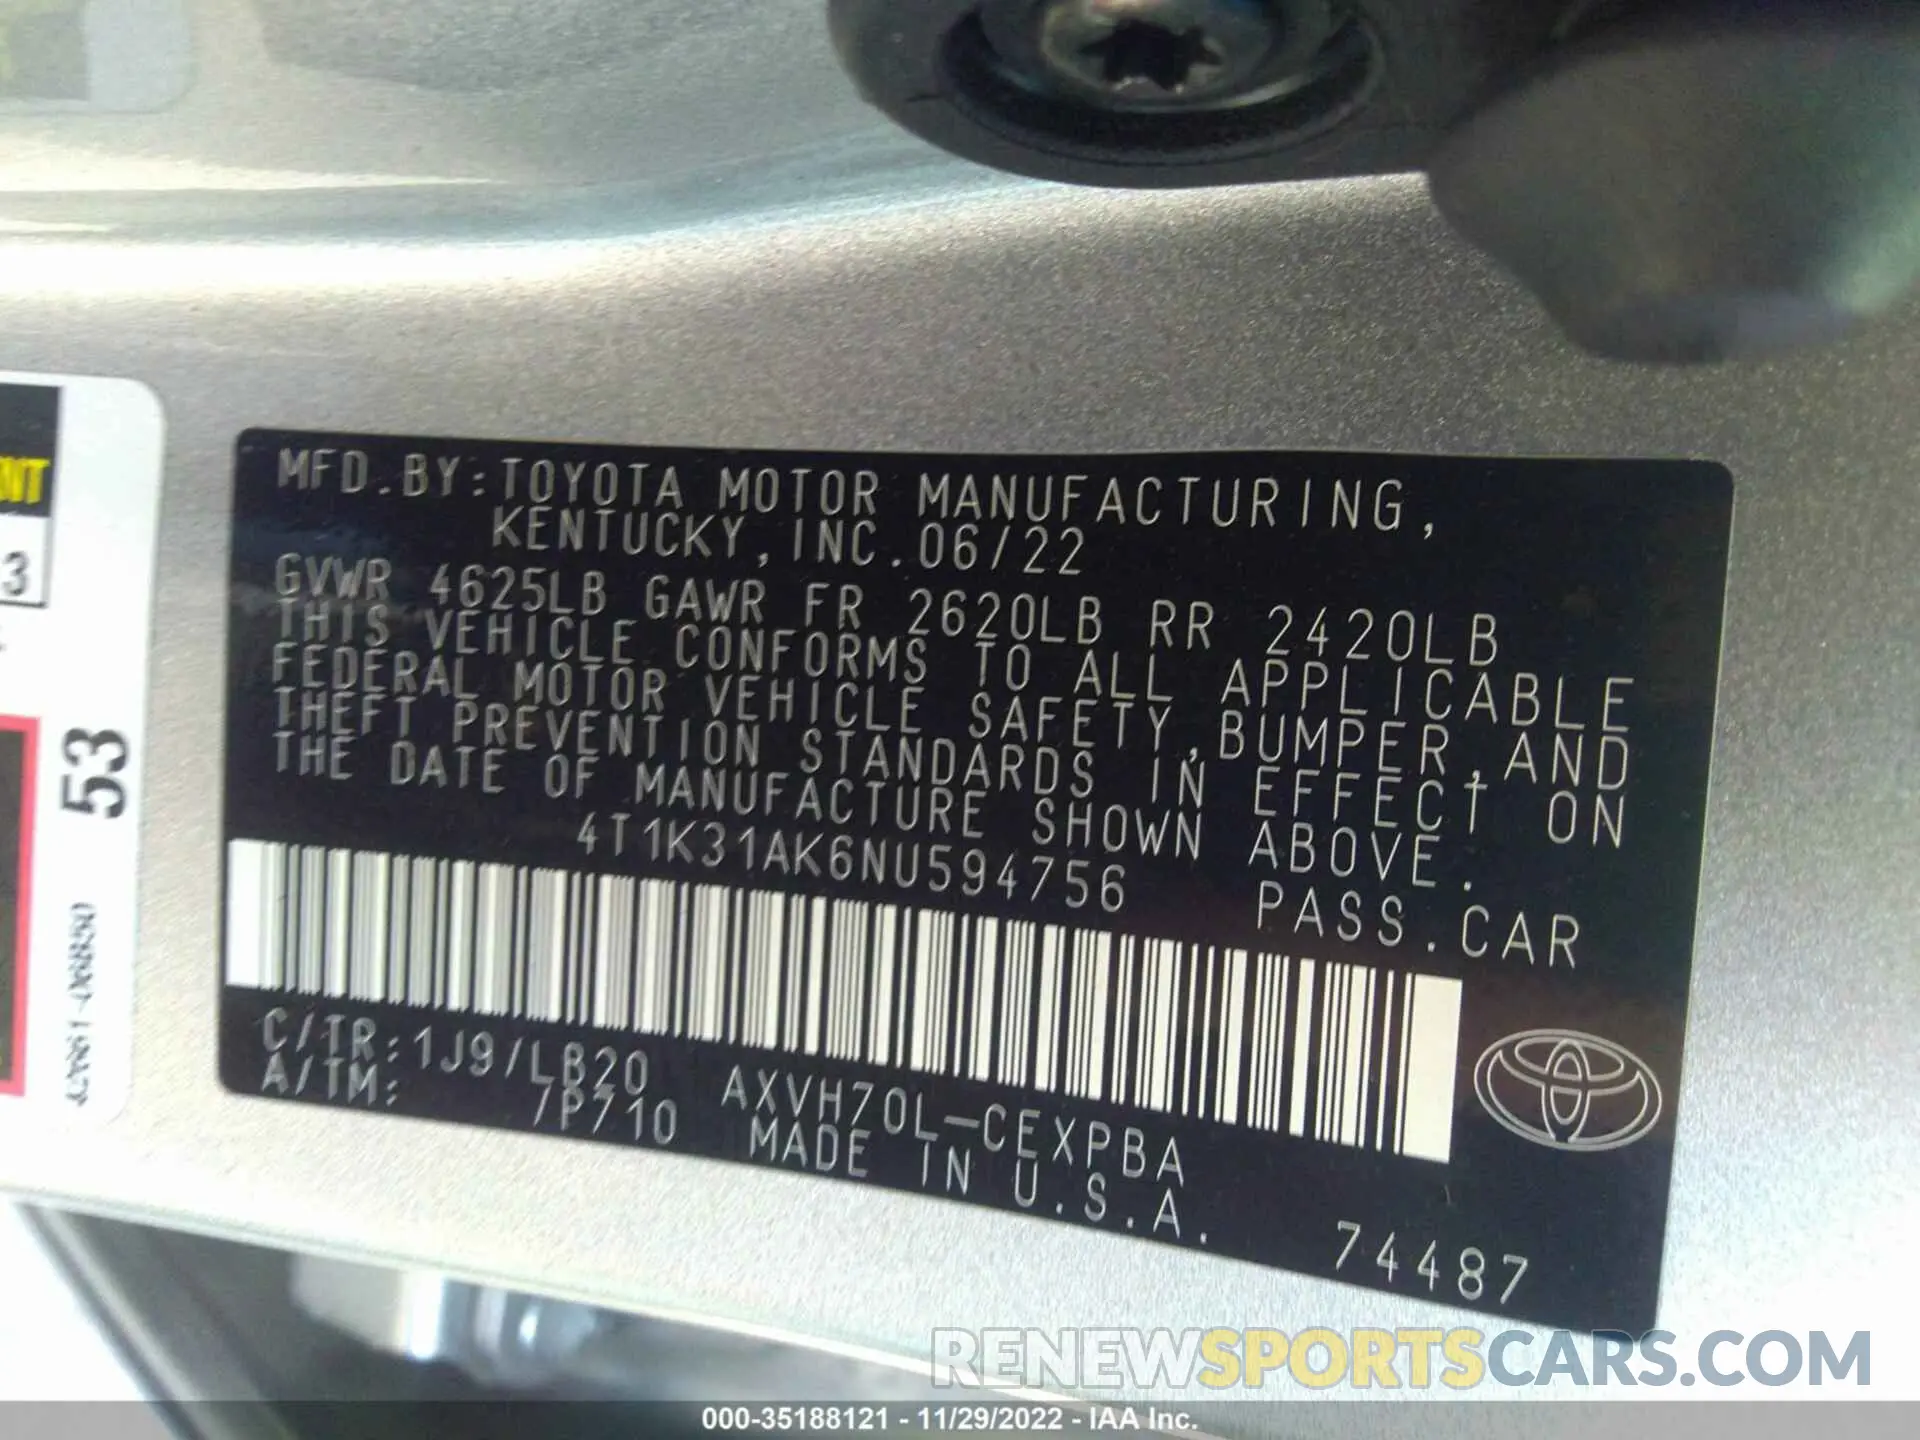 MFD.BY:TOYOTA MOTOR MANUFACTURING,
KENTUCKY,INC.06/22
GVWR 4625LB GAWR FR 2620LB RR 2420LB
THIS VEHICLE CONFORMS TO ALL APPLICABLE
FEDERAL MOTOR VEHICLE SAFETY,BUMPER,AND
THEFT PREVENTION STANDARDS IN EFFECT ON
THE DATE OF MANUFACTURE SHOWN ABOVE.
4T1K31AK6NU594756 PASS.CAR
C/TR:1J9/LB20 AXVH70L-CEXPBA
A/TM: /P710 MADE IN U.S.A.
74487
3
53
RENEWSPORTSCARS.COM
000-35188121 - 11/29/2022 - IAA Inc.